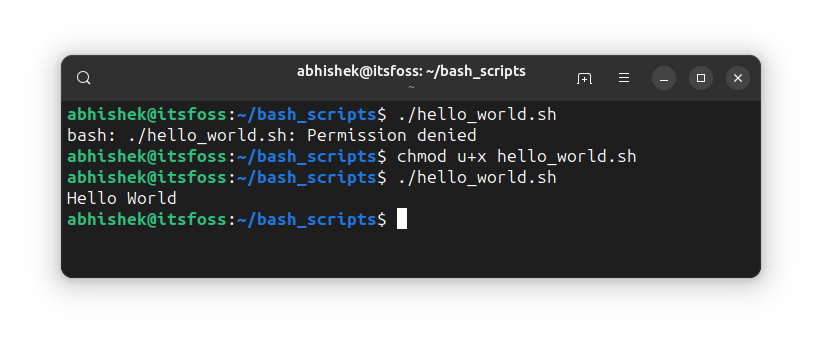 abhishek@itsfoss: ~/bash_scripts
~
abhishek@itsfoss:~/bash_scripts$ ./hello_world.sh
bash: ./hello_world.sh: Permission denied
abhishek@itsfoss:~/bash_scripts$ chmod u+x hello_world.sh
abhishek@itsfoss:~/bash_scripts$ ./hello_world.sh
Hello World
abhishek@itsfoss:~/bash_scripts$